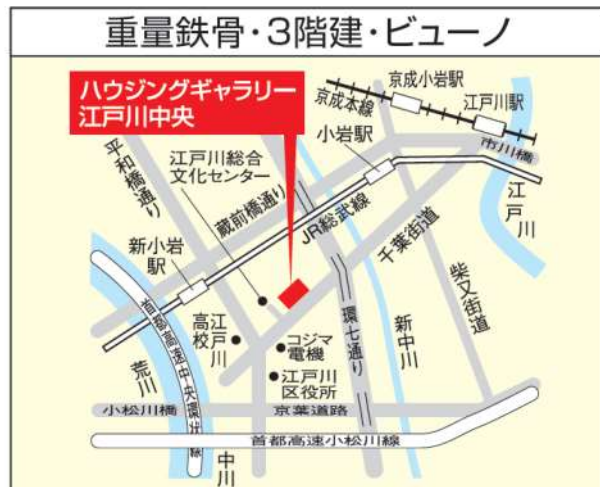 重量鉄骨・3階建・ビューノ
ハウジングギャラリー
江戸川中央
京成小岩駅
京成本線
江戸川駅
市川橋
小岩駅
平和橋通り
江戸川総合
文化センター
蔵前橋通り
JR総武線
千葉街道
江戸川
新小岩
駅
柴又街道
首都高速中央環状線
江戸川
高校
コジマ
電機
環七通り
新中川
荒川
江戸川
区役所
小松川橋
京葉道路
首都高速小松川線
中川